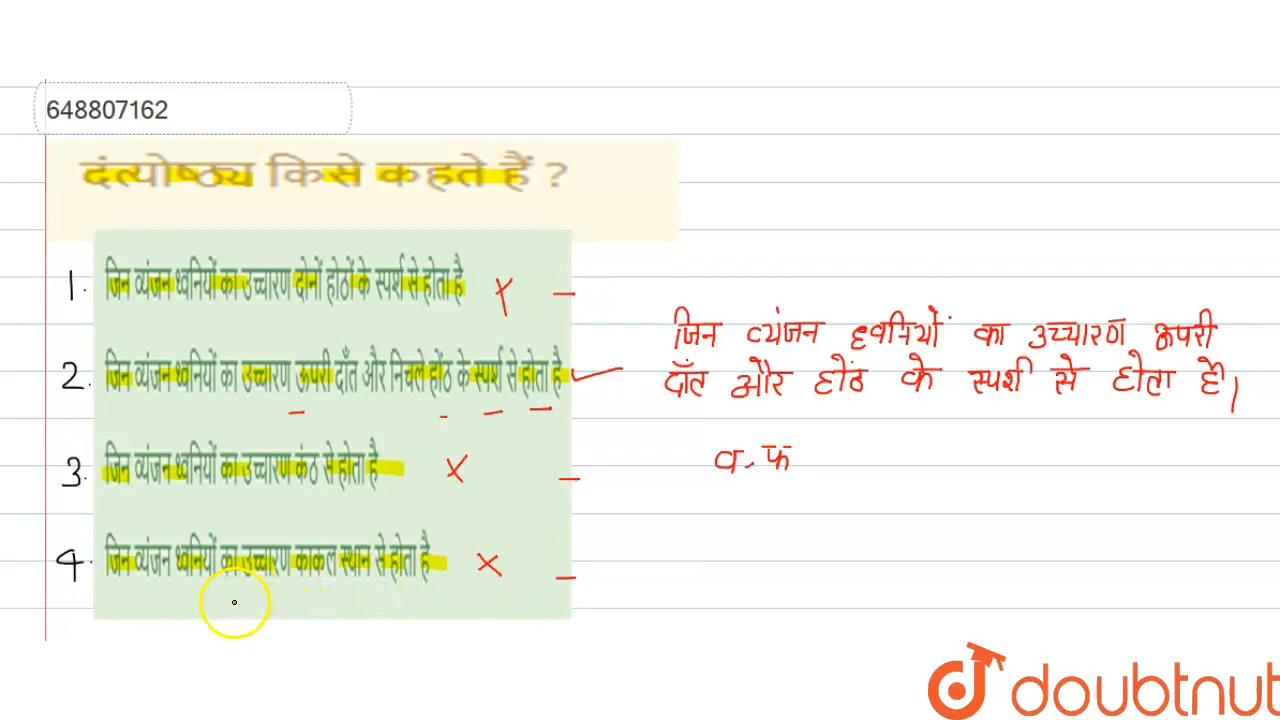 648807162
दंत्योष्ठ्य किसे कहते हैं ?
1. जिन व्यंजन ध्वनियों का उच्चारण दोनों होठों के स्पर्श से होता है
2. जिन व्यंजन ध्वनियों का उच्चारण ऊपरी दाँत और निचले होंठ के स्पर्श से होता है
3. जिन व्यंजन ध्वनियों का उच्चारण कंठ से होता है
4. जिन व्यंजन ध्वनियों का उच्चारण काकल स्थान से होता है
जिन व्यंजन ध्वनियों का उच्चारण ऊपरी
दाँत और होंठ के स्पर्श से होता है।
व, फ
doubtnut